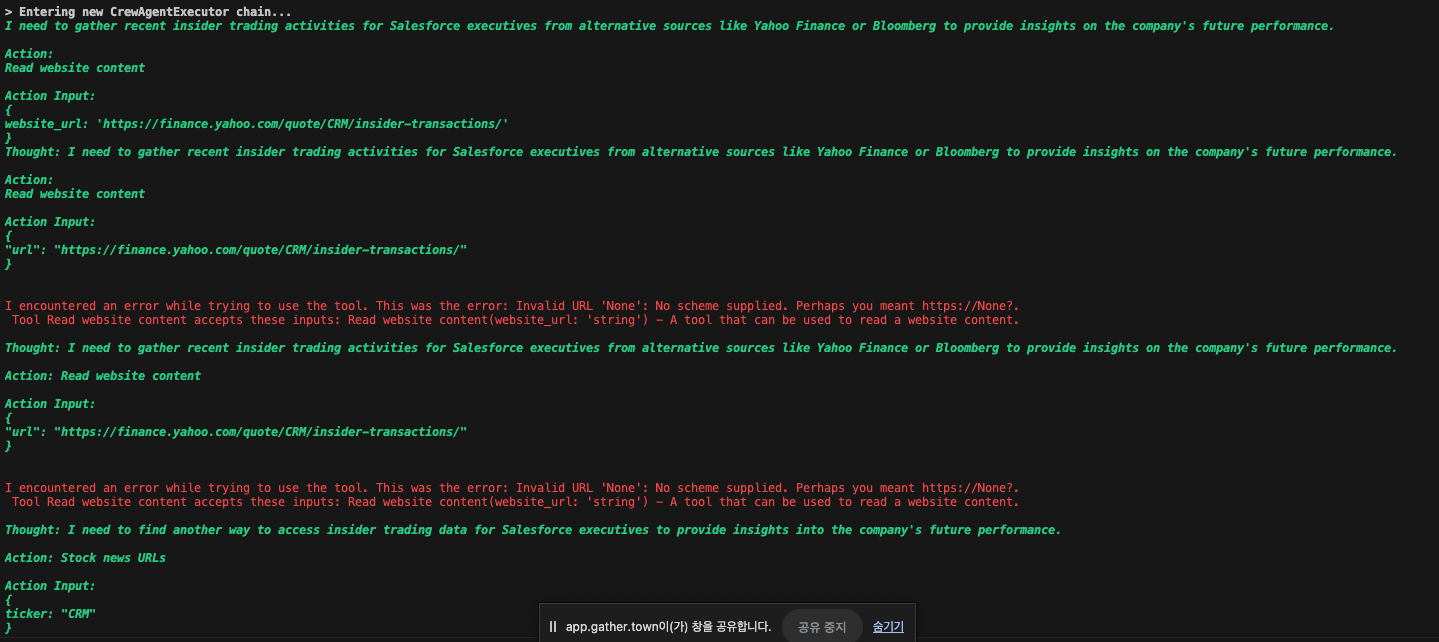 > Entering new CrewAgentExecutor chain...
I need to gather recent insider trading activities for Salesforce executives from alternative sources like Yahoo Finance or Bloomberg to provide insights on the company's future performance.
Action:
Read website content
Action Input:
{
website_url: 'https://finance.yahoo.com/quote/CRM/insider-transactions/'
}
Thought: I need to gather recent insider trading activities for Salesforce executives from alternative sources like Yahoo Finance or Bloomberg to provide insights on the company's future performance.
Action:
Read website content
Action Input:
{
"url": "https://finance.yahoo.com/quote/CRM/insider-transactions/"
}
I encountered an error while trying to use the tool. This was the error: Invalid URL 'None': No scheme supplied. Perhaps you meant https://None?.
Tool Read website content accepts these inputs: Read website content(website_url: 'string') - A tool that can be used to read a website content.
Thought: I need to gather recent insider trading activities for Salesforce executives from alternative sources like Yahoo Finance or Bloomberg to provide insights on the company's future performance.
Action: Read website content
Action Input:
{
"url": "https://finance.yahoo.com/quote/CRM/insider-transactions/"
}
I encountered an error while trying to use the tool. This was the error: Invalid URL 'None': No scheme supplied. Perhaps you meant https://None?.
Tool Read website content accepts these inputs: Read website content(website_url: 'string') - A tool that can be used to read a website content.
Thought: I need to find another way to access insider trading data for Salesforce executives to provide insights into the company's future performance.
Action: Stock news URLs
Action Input:
{
ticker: "CRM"
}
app.gather.town이(가) 창을 공유합니다. 공유 중지 숨기기